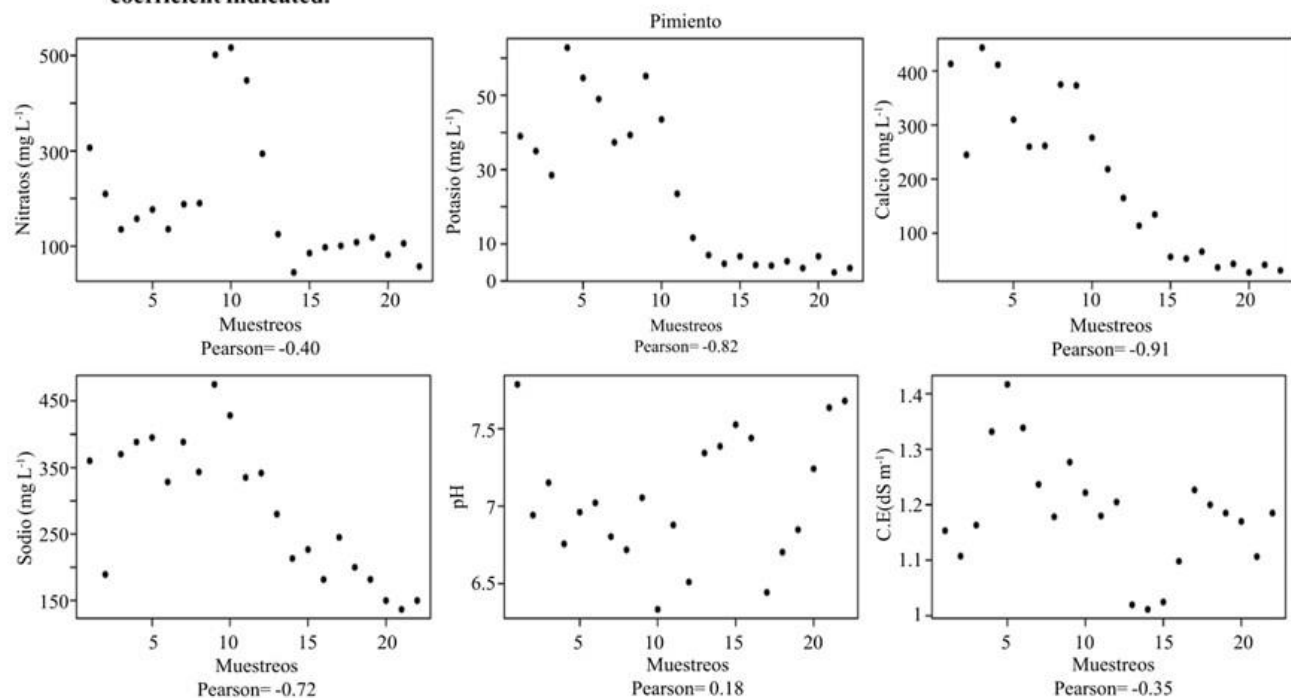 coefficient indicated.
Pimiento
Nitratos (mg L-1)
500
300
100
5 10 15 20
Muestreos
Pearson= -0.40
Potasio (mg L-1)
50
30
10
0
5 10 15 20
Muestreos
Pearson= -0.82
Calcio (mg L-1)
400
300
200
100
5 10 15 20
Muestreos
Pearson= -0.91
Sodio (mg L-1)
450
350
250
150
5 10 15 20
Muestreos
Pearson= -0.72
pH
7.5
7
6.5
5 10 15 20
Muestreos
Pearson= 0.18
C.E(dS m-1)
1.4
1.3
1.2
1.1
1
5 10 15 20
Muestreos
Pearson= -0.35